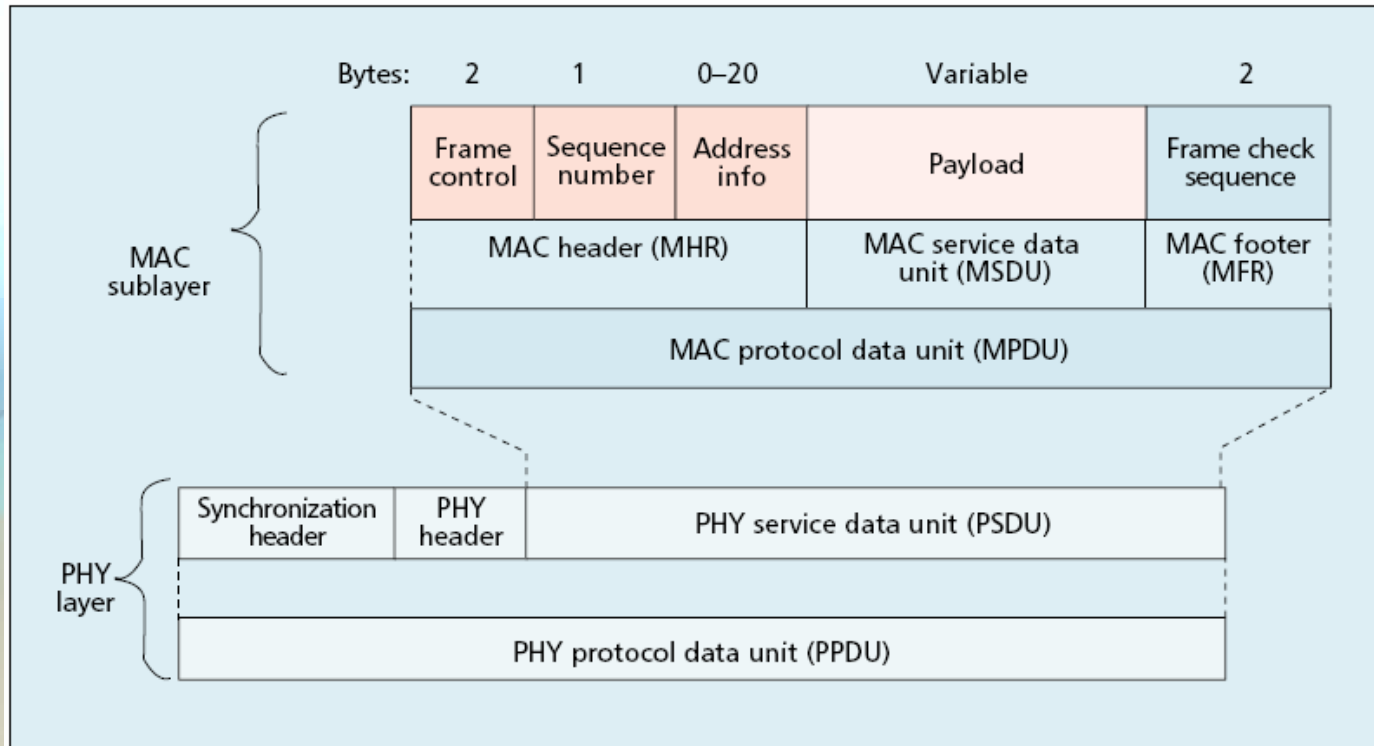 Bytes: 2 1 0–20 Variable 2
Frame control
Sequence number
Address info
Payload
Frame check sequence
MAC sublayer
MAC header (MHR)
MAC service data unit (MSDU)
MAC footer (MFR)
MAC protocol data unit (MPDU)
Synchronization header
PHY header
PHY service data unit (PSDU)
PHY layer
PHY protocol data unit (PPDU)